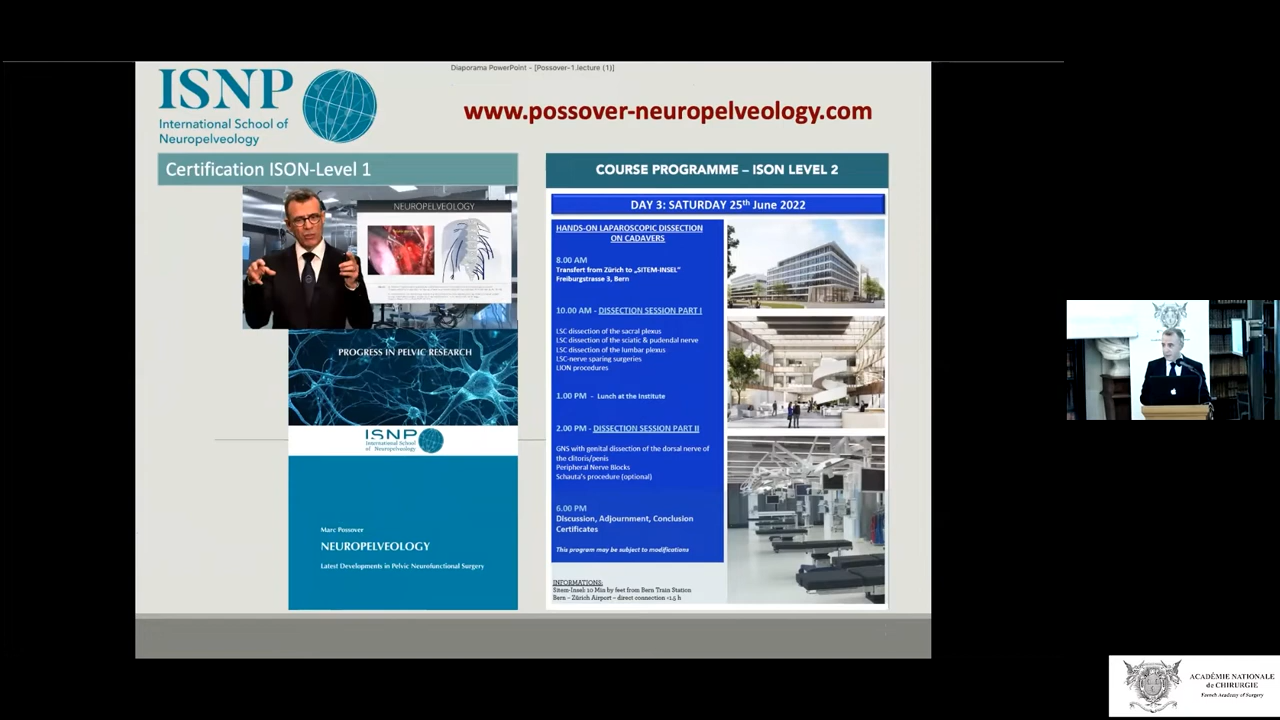 Diaporama PowerPoint - [Possover-1.lecture (1)]
ISNP
International School of
Neuropelveology
www.possover-neuropelveology.com
Certification ISON-Level 1
NEUROPELVEOLOGY
PROGRESS IN PELVIC RESEARCH
ISNP
International School
of Neuropelveology
Marc Possover
NEUROPELVEOLOGY
Latest Developments in Pelvic Neurofunctional Surgery
COURSE PROGRAMME – ISON LEVEL 2
DAY 3: SATURDAY 25th June 2022
HANDS-ON LAPAROSCOPIC DISSECTION
ON CADAVERS
8.00 AM
Transfert from Zürich to „SITEM-INSEL"
Freiburgstrasse 3, Bern
10.00 AM - DISSECTION SESSION PART I
LSC dissection of the sacral plexus
LSC dissection of the sciatic & pudendal nerve
LSC dissection of the lumbar plexus
LSC-nerve sparing surgeries
LION procedures
1.00 PM - Lunch at the Institute
2.00 PM - DISSECTION SESSION PART II
GNS with genital dissection of the dorsal nerve of
the clitoris/penis
Peripheral Nerve Blocks
Schauta's procedure (optional)
6.00 PM
Discussion, Adjournment, Conclusion
Certificates
This program may be subject to modifications
INFORMATIONS:
Sitem-Insel: 10 Min by feet from Bern Train Station
Bern – Zürich Airport – direct connection <1.5 h
ACADÉMIE NATIONALE
de CHIRURGIE
French Academy of Surgery